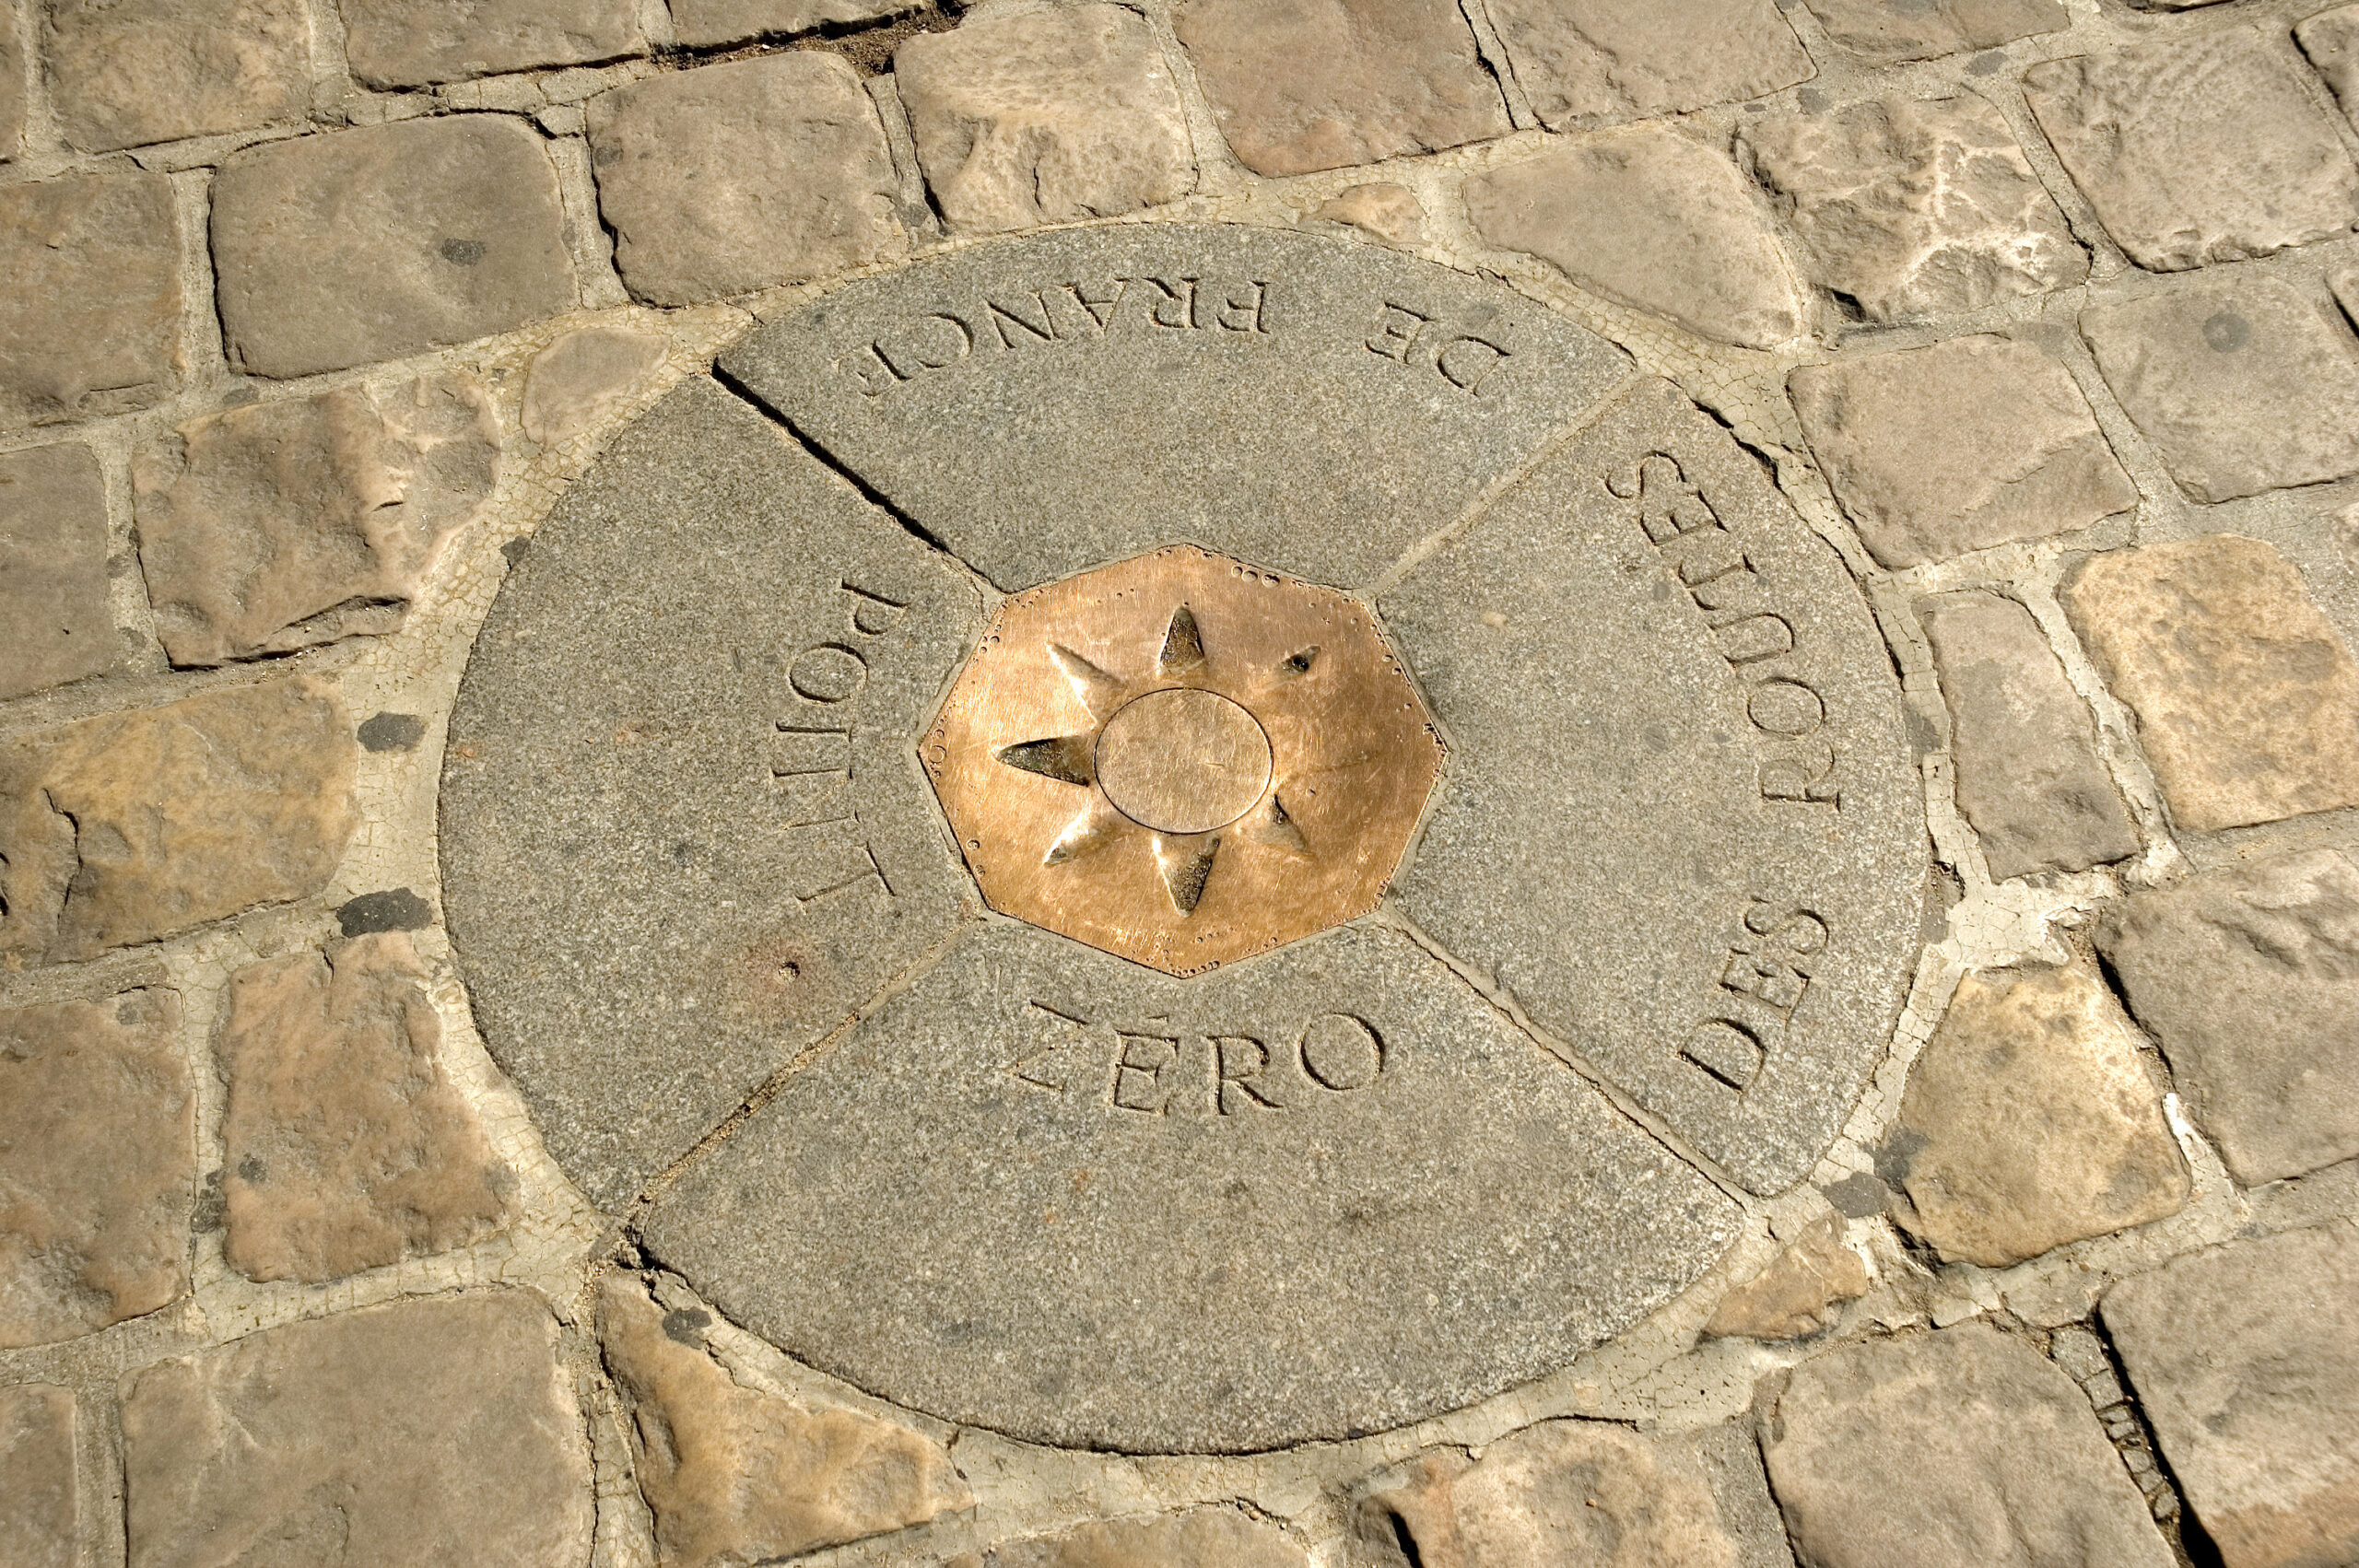 POINT
ZÉRO
DES ROUTES
DE FRANCE